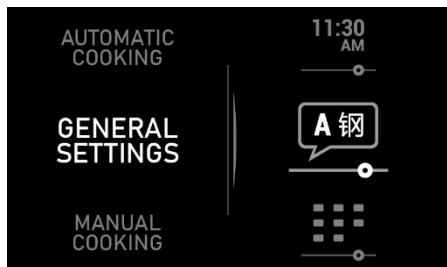 AUTOMATIC
COOKING
11:30
AM
GENERAL
SETTINGS
A 钢
MANUAL
COOKING